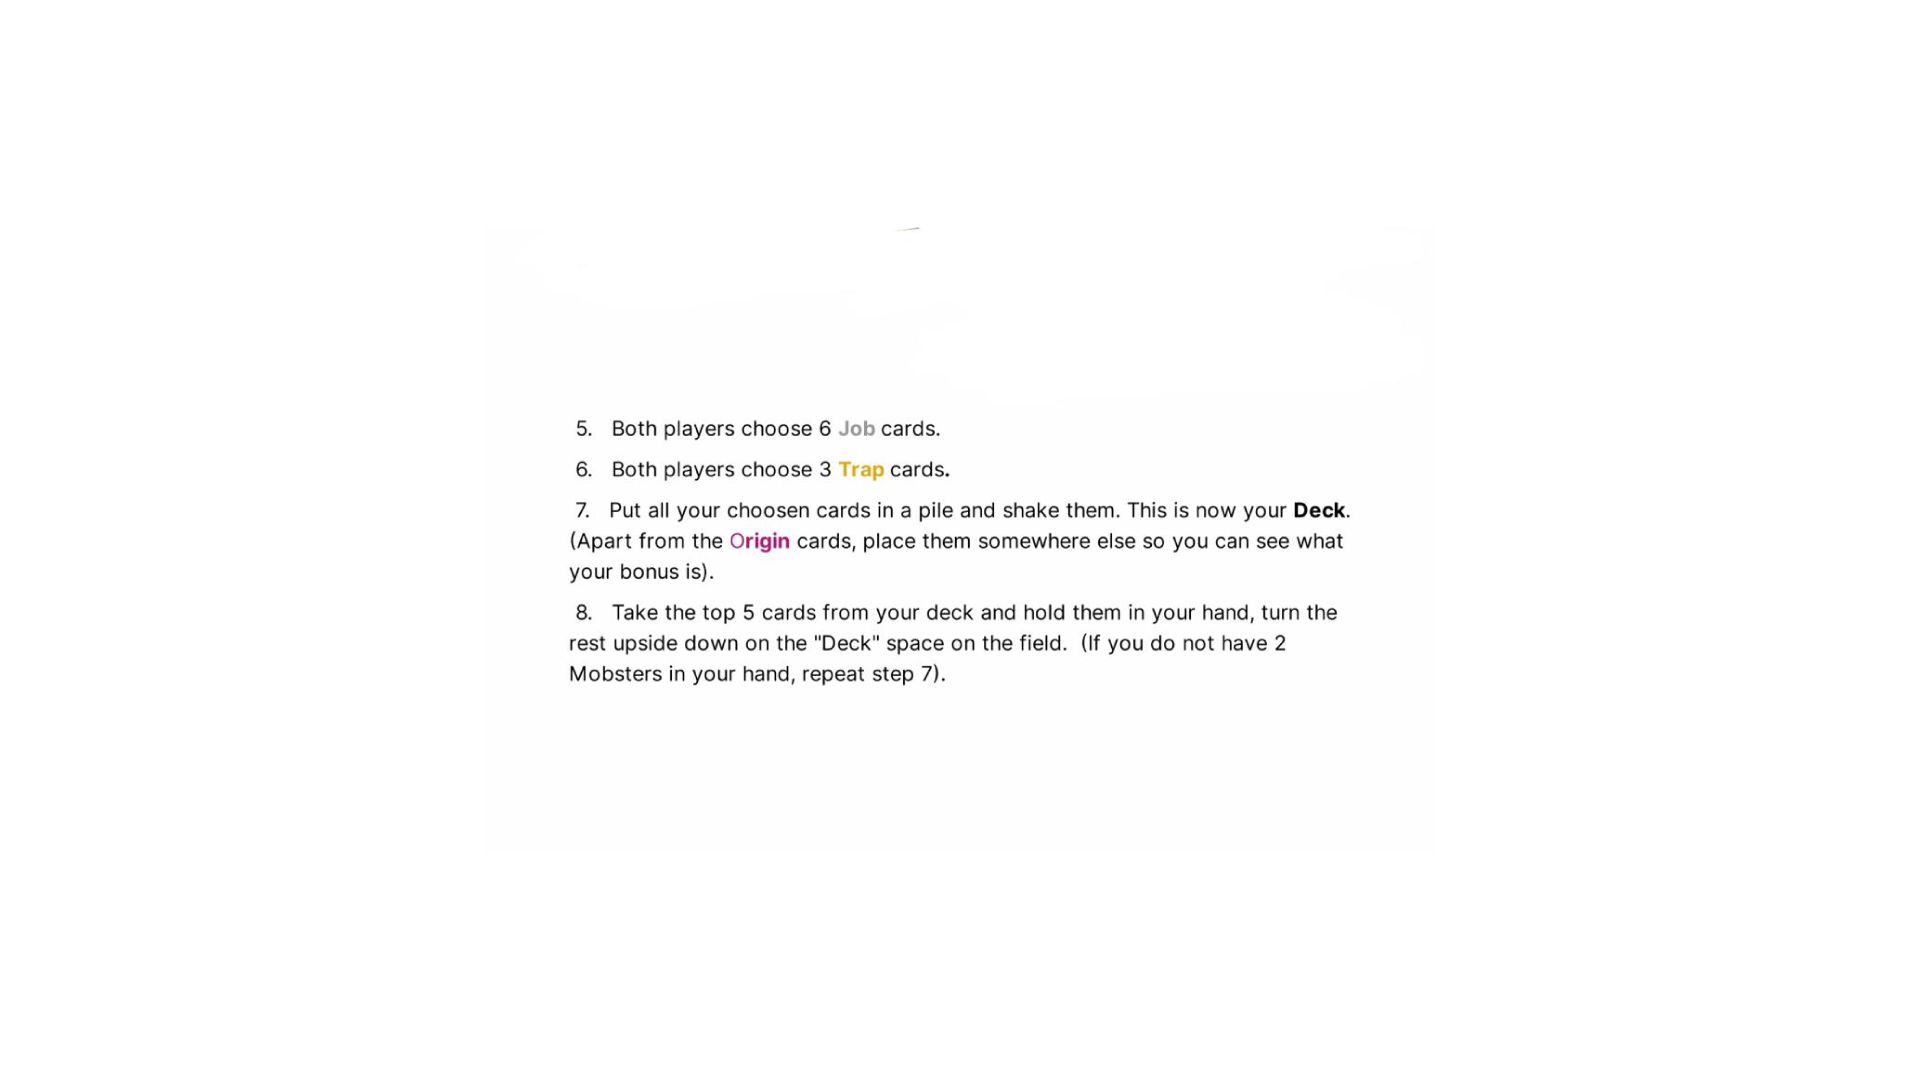 5. Both players choose 6 Job cards.
6. Both players choose 3 Trap cards.
7. Put all your choosen cards in a pile and shake them. This is now your Deck.
(Apart from the Origin cards, place them somewhere else so you can see what
your bonus is).
8. Take the top 5 cards from your deck and hold them in your hand, turn the
rest upside down on the "Deck" space on the field. (If you do not have 2
Mobsters in your hand, repeat step 7).